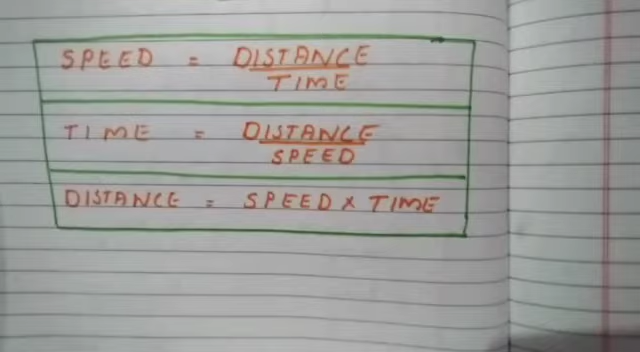 SPEED = DISTANCE
TIME
TIME = DISTANCE
SPEED
DISTANCE = SPEED X TIME